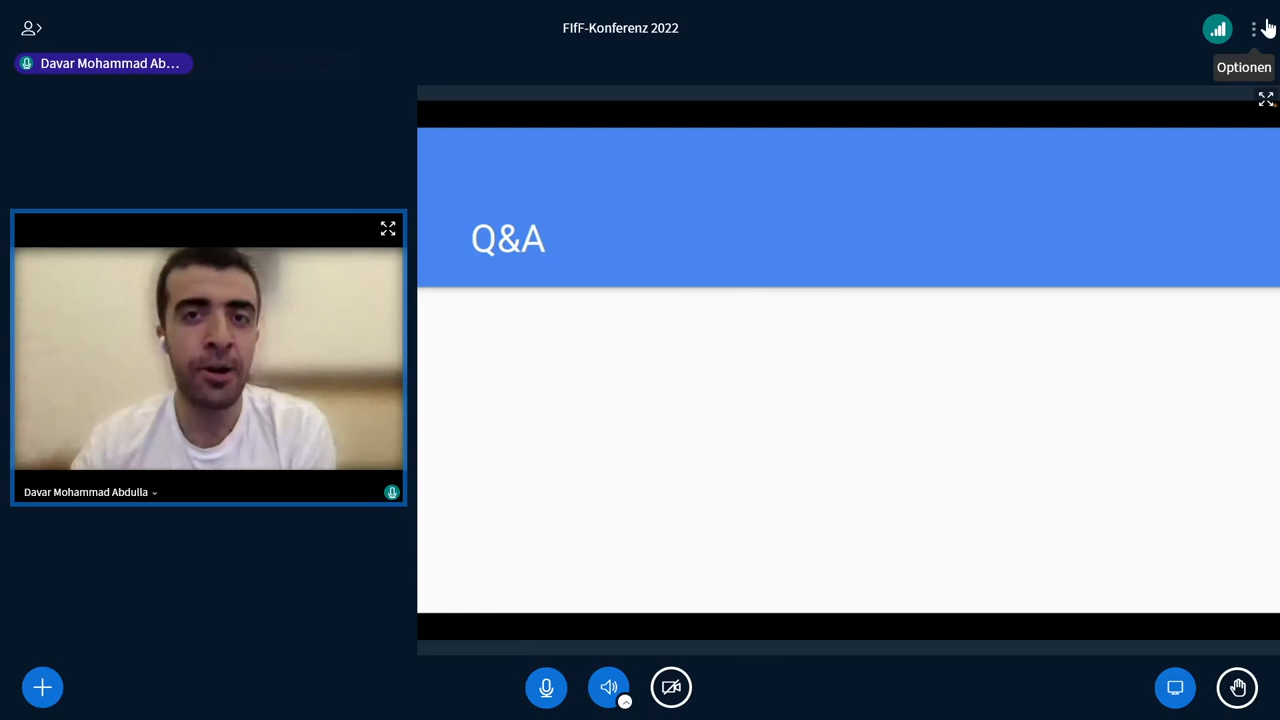 FIfF-Konferenz 2022
Optionen
Davar Mohammad Ab...
Q&A
Davar Mohammad Abdulla